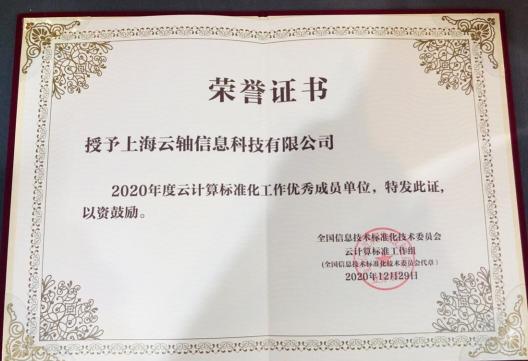 荣誉证书
授予上海云轴信息科技有限公司
2020年度云计算标准化工作优秀成员单位，特发此证，
以资鼓励。
全国信息技术标准化技术委员会
云计算标准工作组
(全国信息技术标准化技术委员会代章)
2020年12月29日